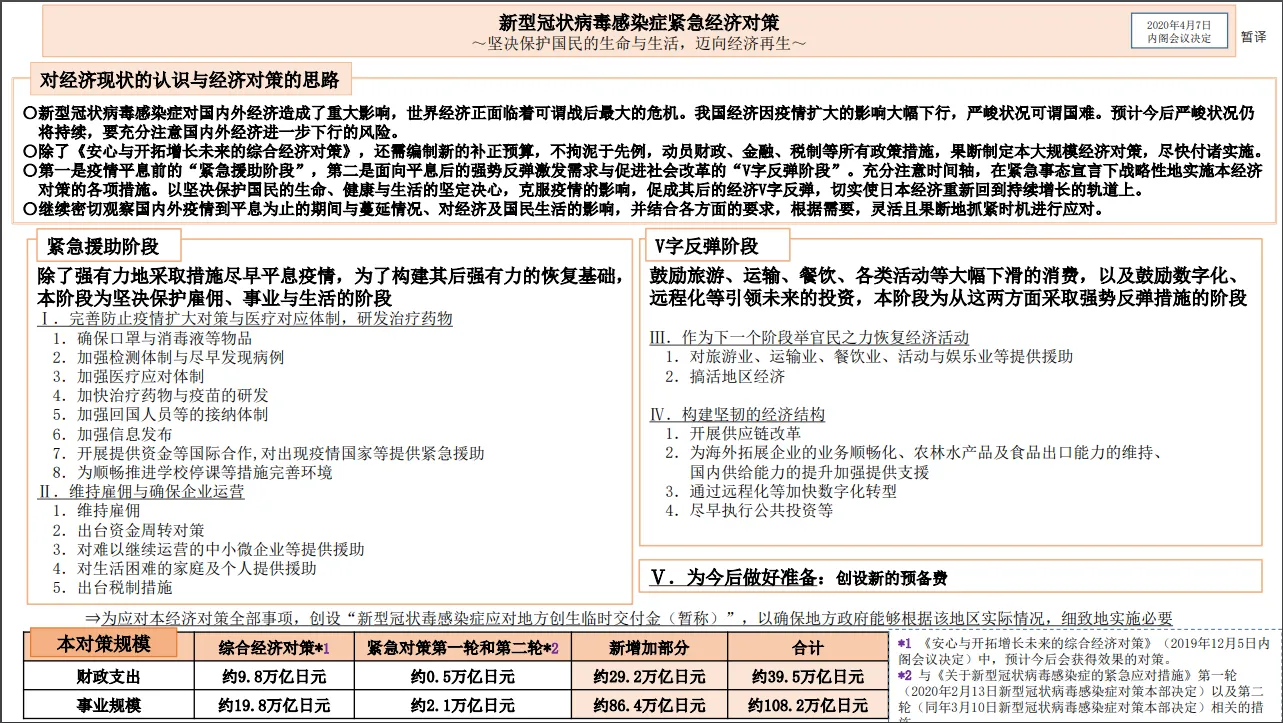 新型冠状病毒感染症紧急经济对策
～坚决保护国民的生命与生活，迈向经济再生～
2020年4月7日
内阁会议决定
暂译
对经济现状的认识与经济对策的思路
〇新型冠状病毒感染症对国内外经济造成了重大影响，世界经济正面临着可谓战后最大的危机。我国经济因疫情扩大的影响大幅下行，严峻状况可谓国难。预计今后严峻状况仍
将持续，要充分注意国内外经济进一步下行的风险。
〇除了《安心与开拓增长未来的综合经济对策》，还需编制新的补正预算，不拘泥于先例，动员财政、金融、税制等所有政策措施，果断制定本大规模经济对策，尽快付诸实施。
〇第一是疫情平息前的“紧急援助阶段”，第二是面向平息后的强势反弹激发需求与促进社会改革的“V字反弹阶段”。充分注意时间轴，在紧急事态宣言下战略性地实施本经济
对策的各项措施。以坚决保护国民的生命、健康与生活的坚定决心，克服疫情的影响，促成其后的经济V字反弹，切实使日本经济重新回到持续增长的轨道上。
〇继续密切观察国内外疫情到平息为止的期间与蔓延情况、对经济及国民生活的影响，并结合各方面的要求，根据需要，灵活且果断地抓紧时机进行应对。
紧急援助阶段
除了强有力地采取措施尽早平息疫情，为了构建其后强有力的恢复基础，
本阶段为坚决保护雇佣、事业与生活的阶段
Ⅰ．完善防止疫情扩大对策与医疗对应体制，研发治疗药物
1．确保口罩与消毒液等物品
2．加强检测体制与尽早发现病例
3．加强医疗应对体制
4．加快治疗药物与疫苗的研发
5．加强回国人员等的接纳体制
6．加强信息发布
7．开展提供资金等国际合作,对出现疫情国家等提供紧急援助
8．为顺畅推进学校停课等措施完善环境
Ⅱ．维持雇佣与确保企业运营
1．维持雇佣
2．出台资金周转对策
3．对难以继续运营的中小微企业等提供援助
4．对生活困难的家庭及个人提供援助
5．出台税制措施
V字反弹阶段
鼓励旅游、运输、餐饮、各类活动等大幅下滑的消费，以及鼓励数字化、
远程化等引领未来的投资，本阶段为从这两方面采取强势反弹措施的阶段
Ⅲ．作为下一个阶段举官民之力恢复经济活动
1．对旅游业、运输业、餐饮业、活动与娱乐业等提供援助
2．搞活地区经济
Ⅳ．构建坚韧的经济结构
1．开展供应链改革
2．为海外拓展企业的业务顺畅化、农林水产品及食品出口能力的维持、
国内供给能力的提升加强提供支援
3．通过远程化等加快数字化转型
4．尽早执行公共投资等
Ⅴ．为今后做好准备：创设新的预备费
⇒为应对本经济对策全部事项，创设“新型冠状毒感染症应对地方创生临时交付金（暂称）”，以确保地方政府能够根据该地区实际情况，细致地实施必要
本对策规模 综合经济对策*1 紧急对策第一轮和第二轮*2 新增加部分 合计
财政支出 约9.8万亿日元 约0.5万亿日元 约29.2万亿日元 约39.5万亿日元
事业规模 约19.8万亿日元 约2.1万亿日元 约86.4万亿日元 约108.2万亿日元
*1 《安心与开拓增长未来的综合经济对策》（2019年12月5日内
阁会议决定）中，预计今后会获得效果的对策。
*2 与《关于新型冠状病毒感染症的紧急应对措施》第一轮
（2020年2月13日新型冠状病毒感染症对策本部决定）以及第二
轮（同年3月10日新型冠状病毒感染症对策本部决定）相关的措